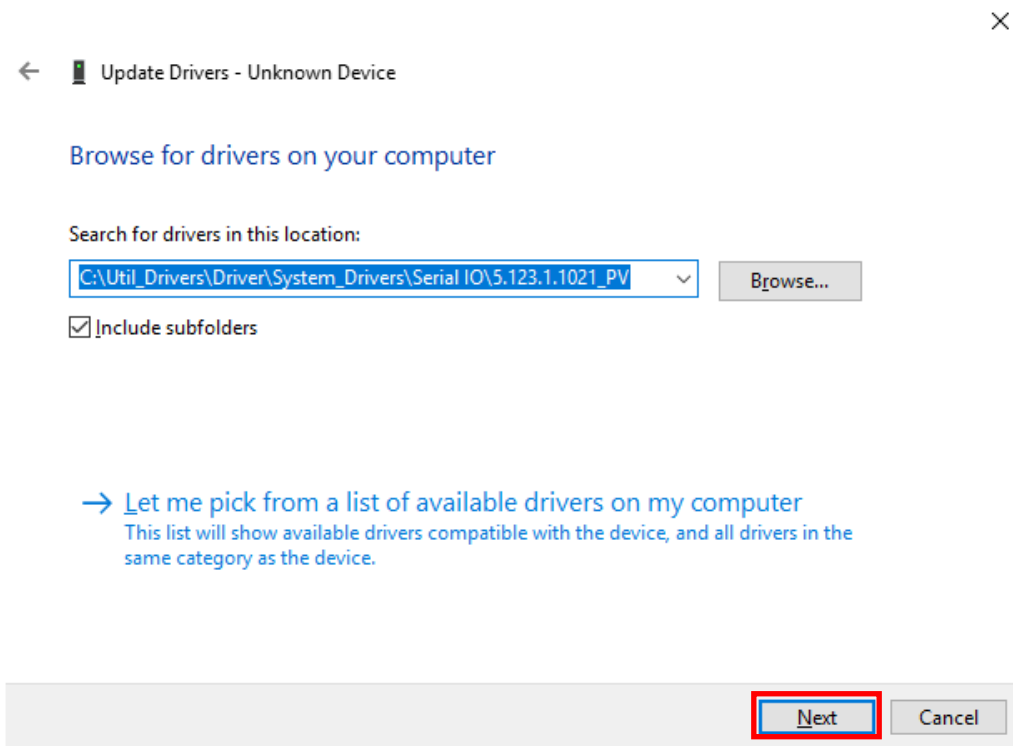 Update Drivers - Unknown Device
Browse for drivers on your computer
Search for drivers in this location:
C:\Util_Drivers\Driver\System_Drivers\Serial IO\5.123.1.1021_PV
Browse...
Include subfolders
Let me pick from a list of available drivers on my computer
This list will show available drivers compatible with the device, and all drivers in the
same category as the device.
Next
Cancel